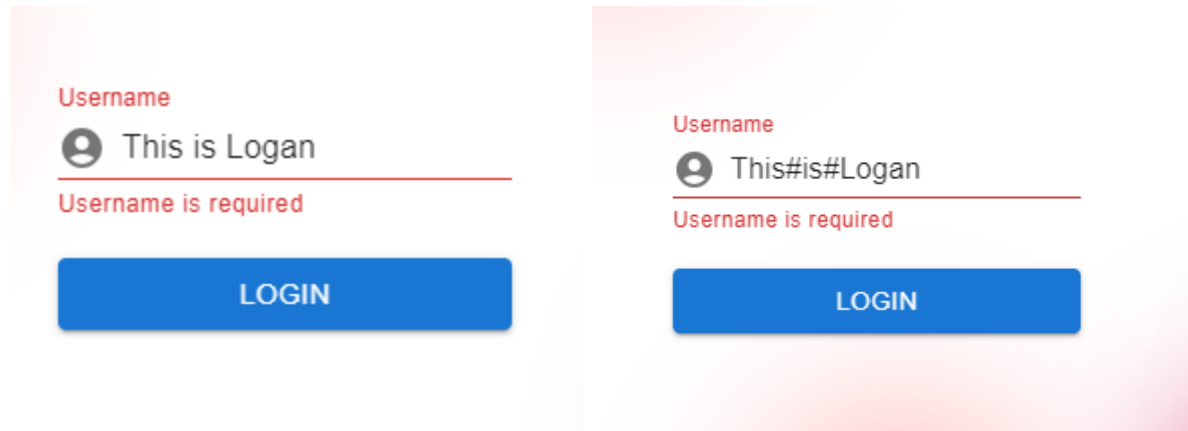 Username
This is Logan
Username is required
LOGIN
Username
This#is#Logan
Username is required
LOGIN